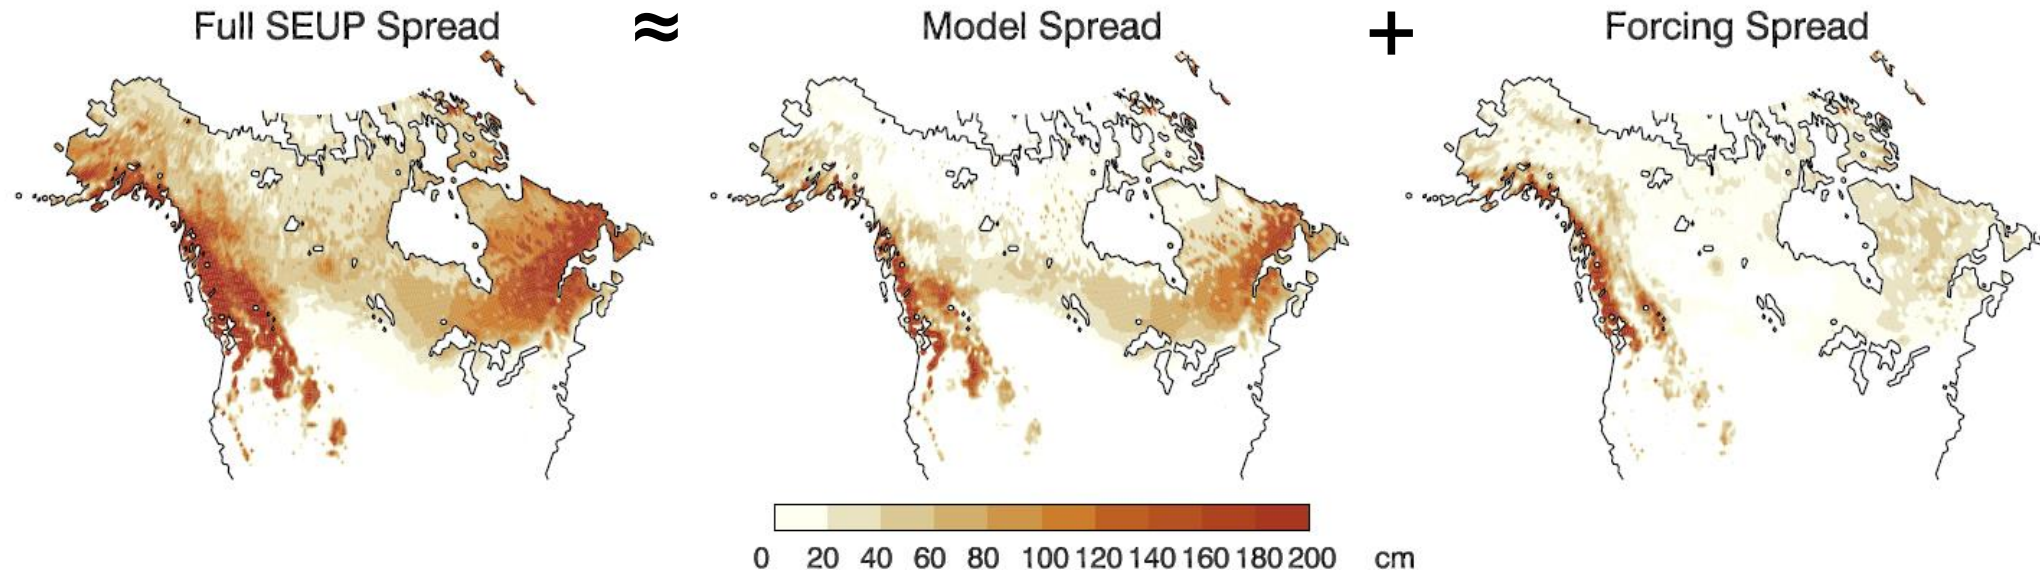 Full SEUP Spread ≈ Model Spread + Forcing Spread
0 20 40 60 80 100 120 140 160 180 200 cm